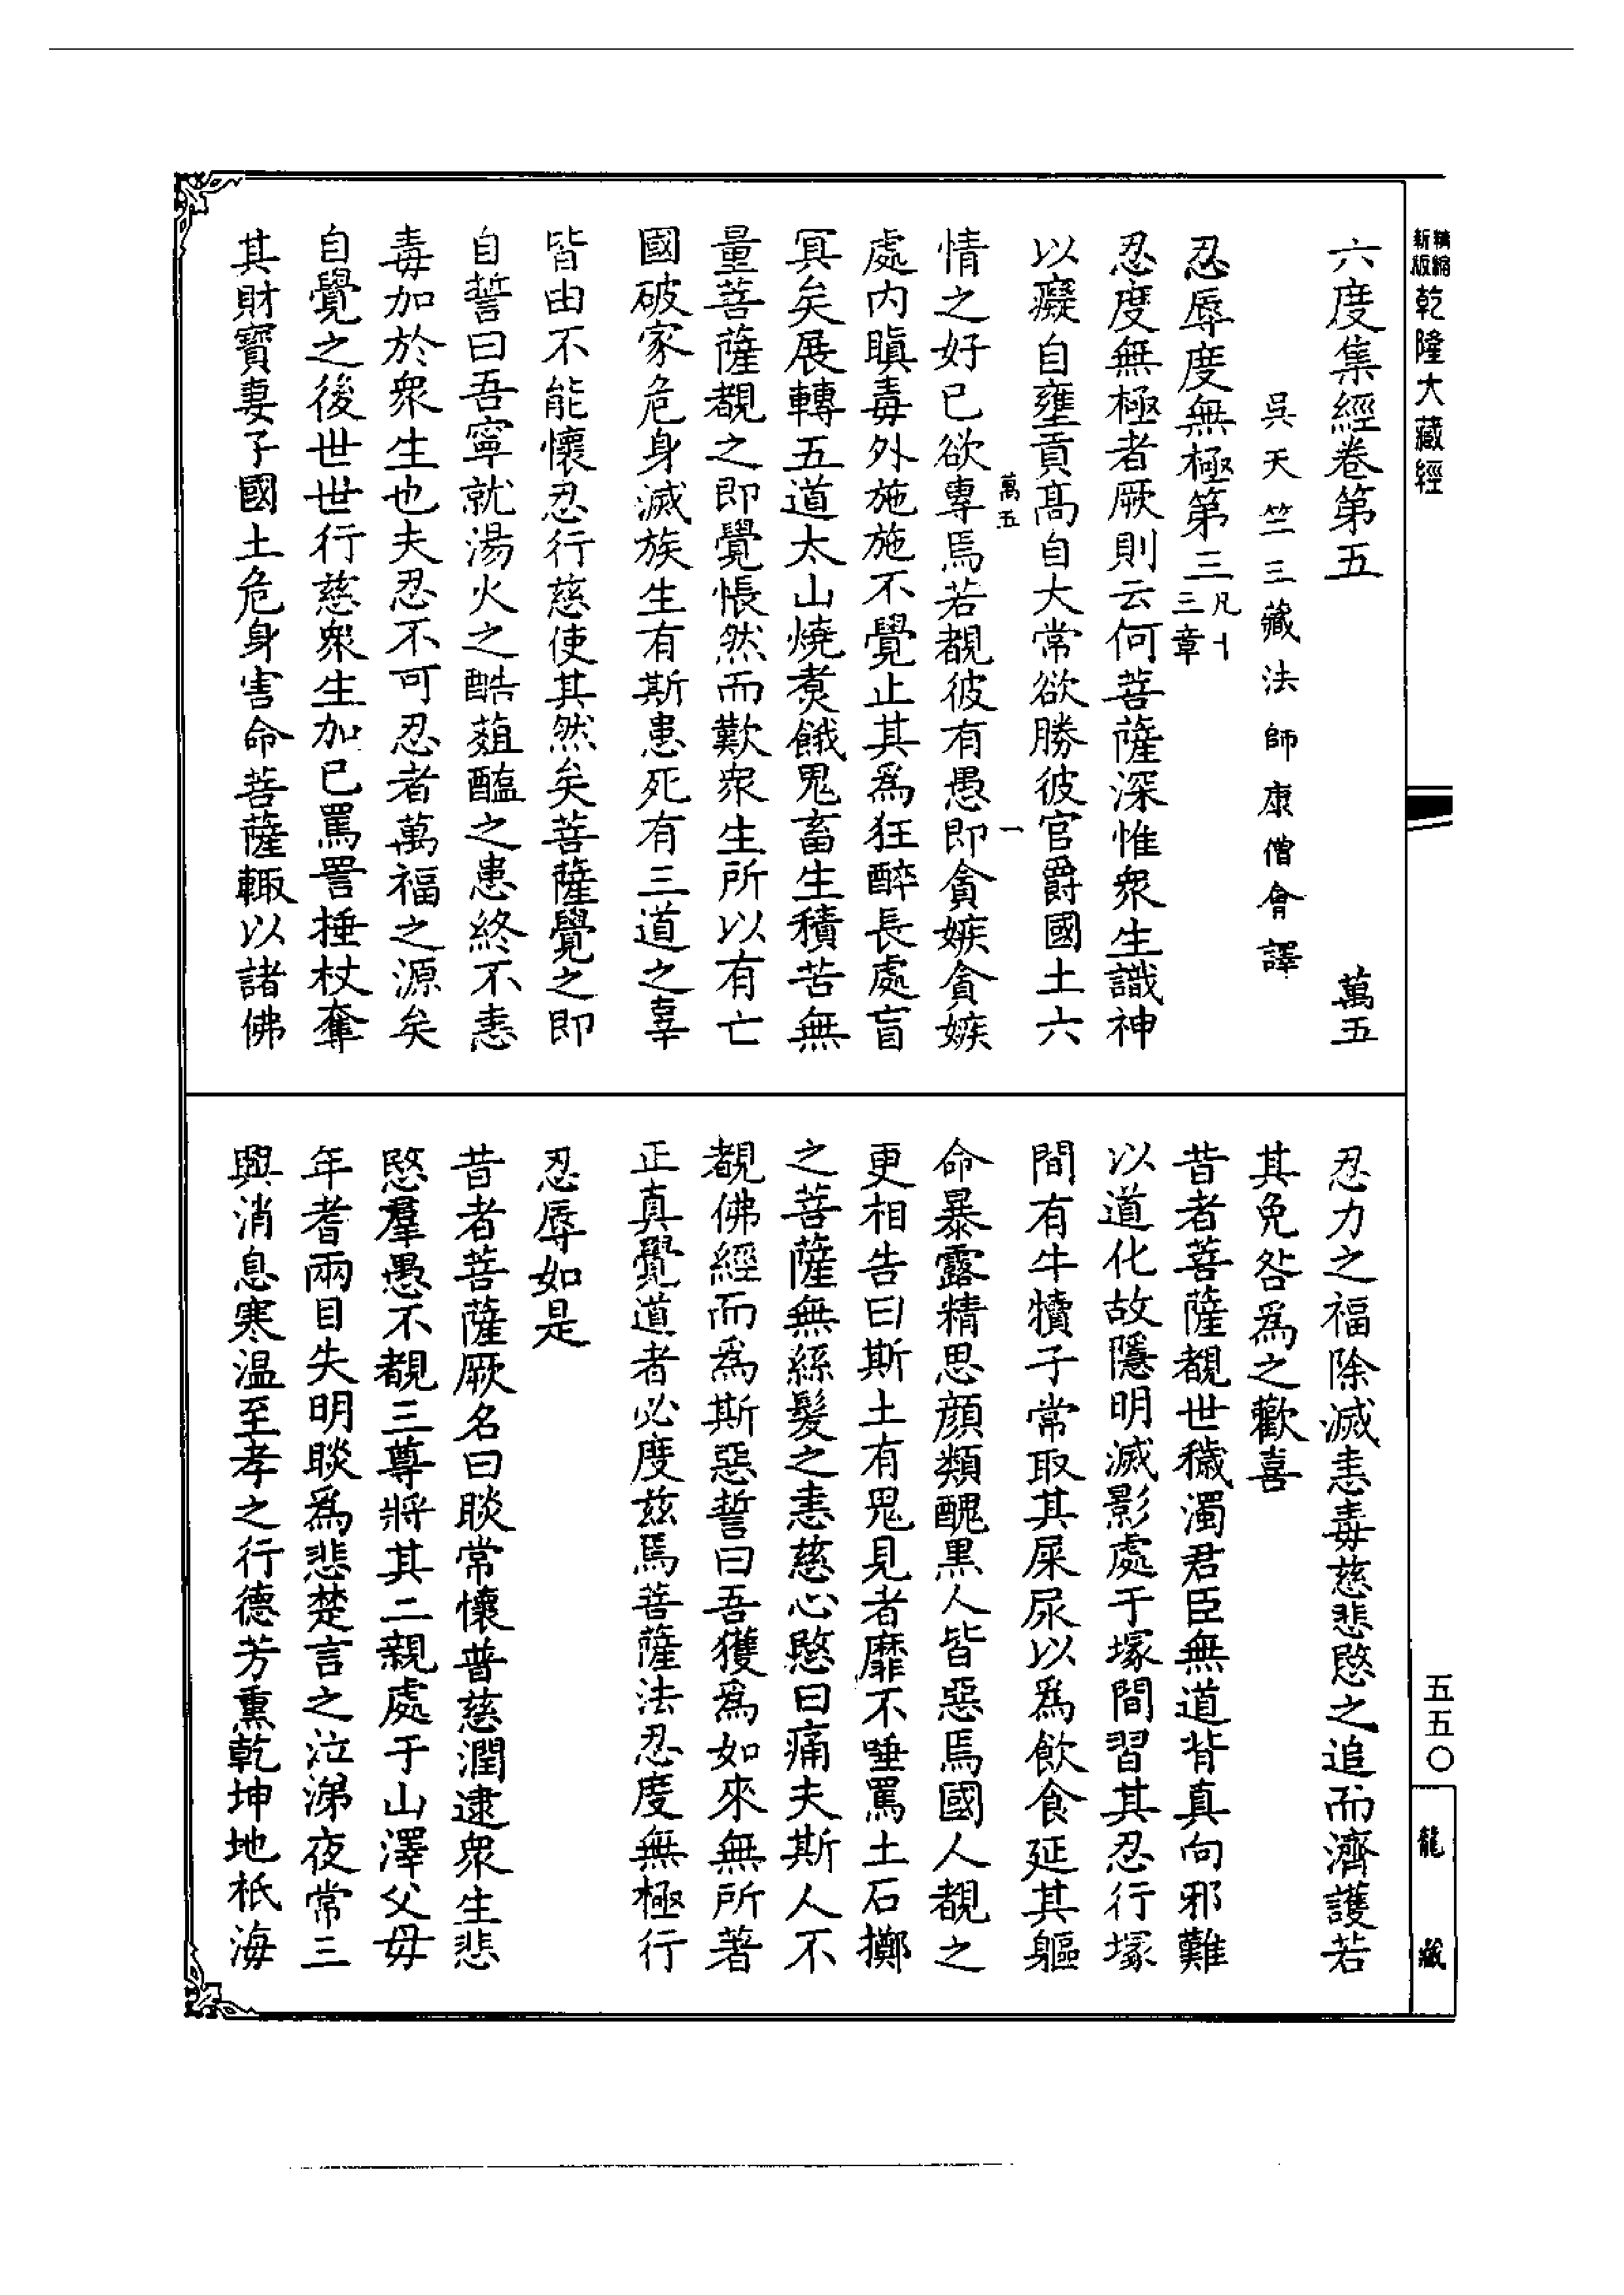 精縮新版乾隆大藏經
六度集經卷第五 萬五
吳天竺三藏法師康僧會譯
忍辱度無極第三凡十三章
忍度無極者厥則云何菩薩深惟衆生識神
以癡自壅貢高自大常欲勝彼官爵國土六
萬五 一
情之好已欲專焉若覩彼有愚即貪嫉貪嫉
處內瞋毒外施施不覺止其爲狂醉長處盲
冥矣展轉五道太山燒煑餓鬼畜生積苦無
量菩薩覩之即覺悵然而歎衆生所以有亡
國破家危身滅族生有斯患死有三道之辜
皆由不能懷忍行慈使其然矣菩薩覺之即
自誓曰吾寧就湯火之酷葅醢之患終不恚
毒加於衆生也夫忍不可忍者萬福之源矣
自覺之後世世行慈衆生加已罵詈捶杖奪
其財寶妻子國土危身害命菩薩輙以諸佛
忍力之福除滅恚毒慈悲愍之追而濟護若
其免咎爲之歡喜
昔者菩薩覩世穢濁君臣無道背真向邪難
以道化故隱明滅影處于塚間習其忍行塚
間有牛犢子常取其屎尿以爲飲食延其軀
命暴露精思顏類醜黑人皆惡焉國人覩之
更相告曰斯土有鬼見者靡不唾罵土石擲
之菩薩無絲髮之恚慈心愍曰痛夫斯人不
覩佛經而爲斯惡誓曰吾獲爲如來無所著
正真覺道者必度茲焉菩薩法忍度無極行
忍辱如是
昔者菩薩厥名曰睒常懷普慈潤逮衆生悲
愍羣愚不覩三尊將其二親處于山澤父母
年耆兩目失明睒爲悲楚言之泣涕夜常三
興消息寒溫至孝之行德芳熏乾坤地祇海
五五〇
龍藏